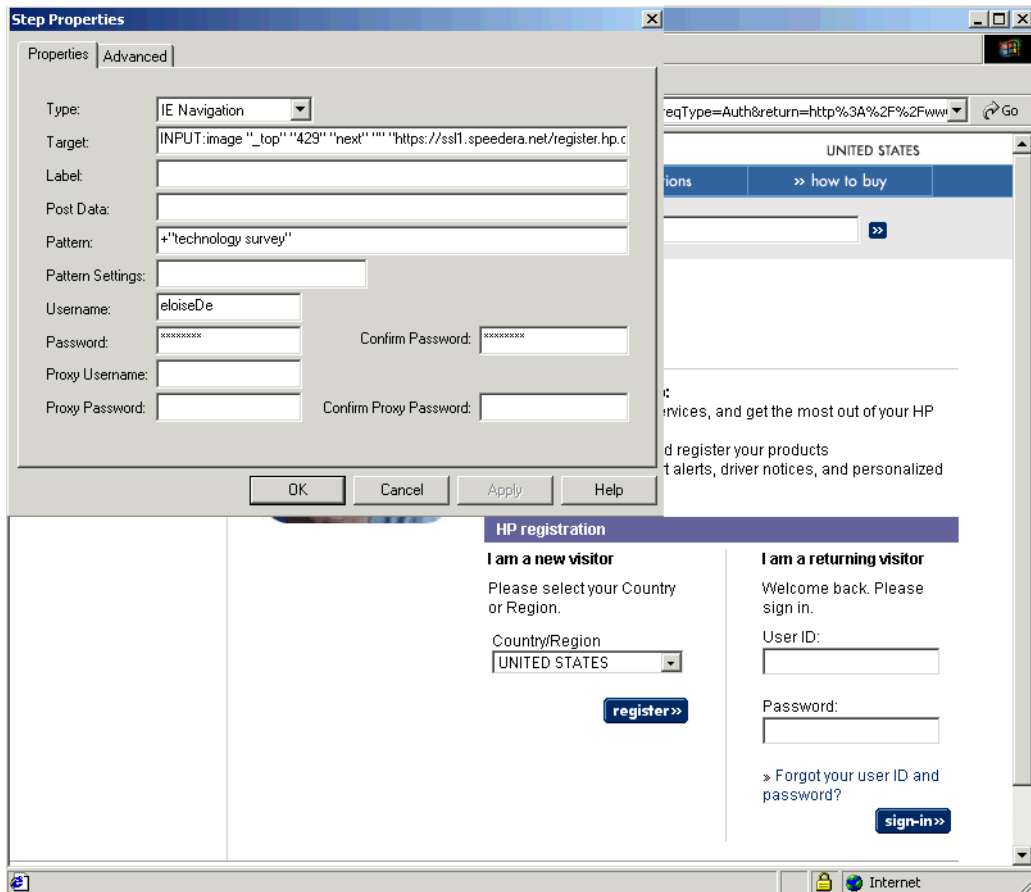 Step Properties
Properties
Advanced
Type:
IE Navigation
Target:
INPUT:image "_top" "429" "next" "" "https://ssl1.speedera.net/register.hp.c
Label:
Post Data:
Pattern:
+"technology survey"
Pattern Settings:
Username:
eloiseDe
Password:
xxxxxxxx
Confirm Password:
xxxxxxxx
Proxy Username:
Proxy Password:
Confirm Proxy Password:
OK
Cancel
Apply
Help
eqType=Auth&return=http%3A%2F%2Fww
Go
UNITED STATES
ions
» how to buy
»
:
rvices, and get the most out of your HP
d register your products
t alerts, driver notices, and personalized
HP registration
I am a new visitor
Please select your Country
or Region.
Country/Region
UNITED STATES
register»
I am a returning visitor
Welcome back. Please
sign in.
User ID:
Password:
» Forgot your user ID and
password?
sign-in»
Internet